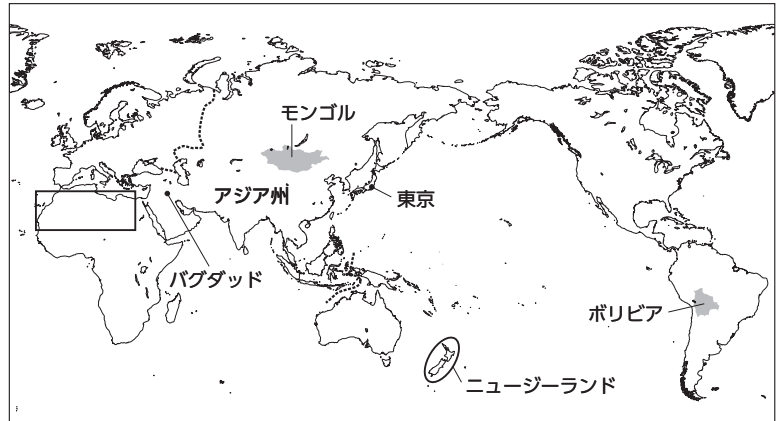 モンゴル
アジア州
東京
バグダッド
ボリビア
ニュージーランド